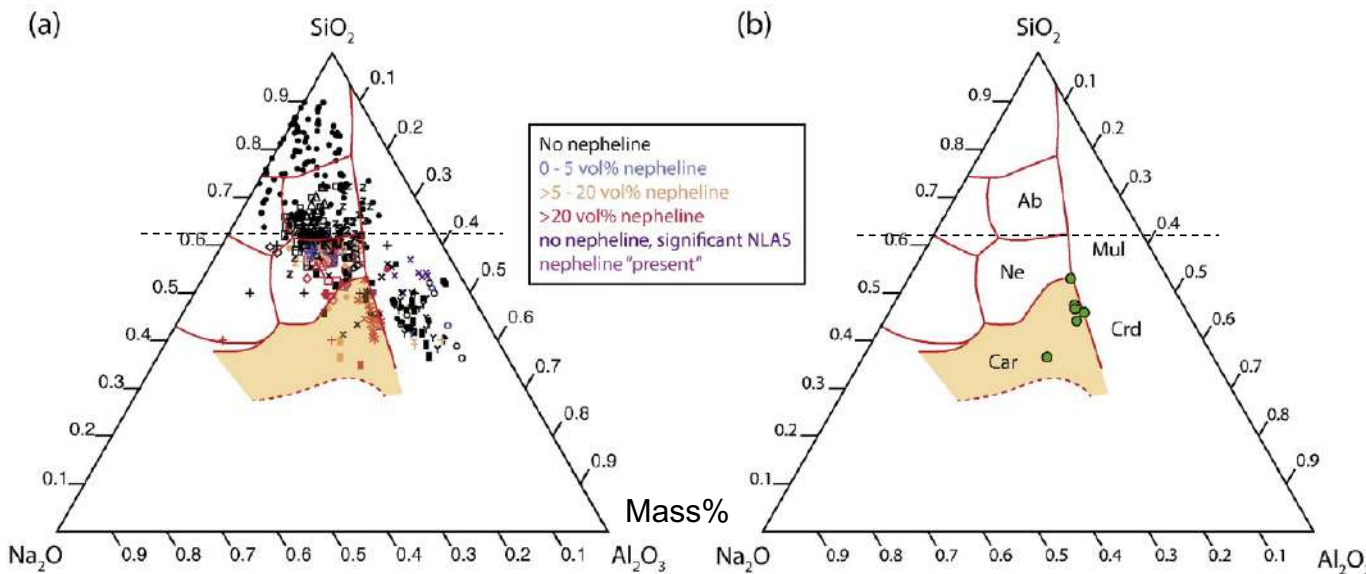 (a)
SiO2
0.9
0.8
0.7
0.6
0.5
0.4
0.3
0.2
0.1
0.1
0.2
0.3
0.4
0.5
0.6
0.7
0.8
0.9
Na2O
0.9
0.8
0.7
0.6
0.5
0.4
0.3
0.2
0.1
Al2O3
No nepheline
0 - 5 vol% nepheline
>5 - 20 vol% nepheline
>20 vol% nepheline
no nepheline, significant NLAS
nepheline "present"
Mass%
(b)
SiO2
0.9
0.8
0.7
0.6
0.5
0.4
0.3
0.2
0.1
0.1
0.2
0.3
0.4
0.5
0.6
0.7
0.8
0.9
Ab
Mul
Ne
Crd
Car
Na2O
0.9
0.8
0.7
0.6
0.5
0.4
0.3
0.2
0.1
Al2O3